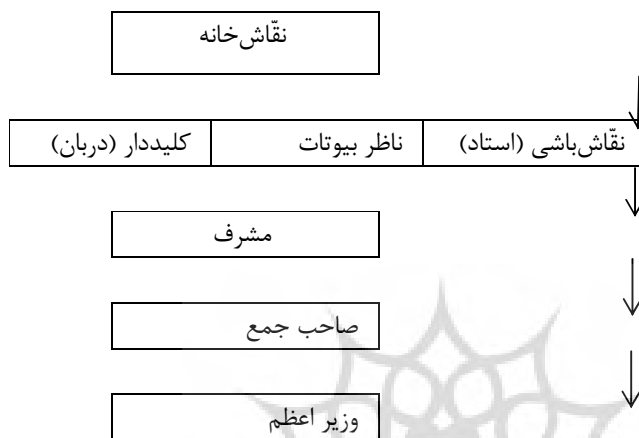 نقّاش‌خانه
نقّاش‌باشی (استاد) ناظر بیوتات کلیددار (دربان)
مشرف
صاحب جمع
وزیر اعظم